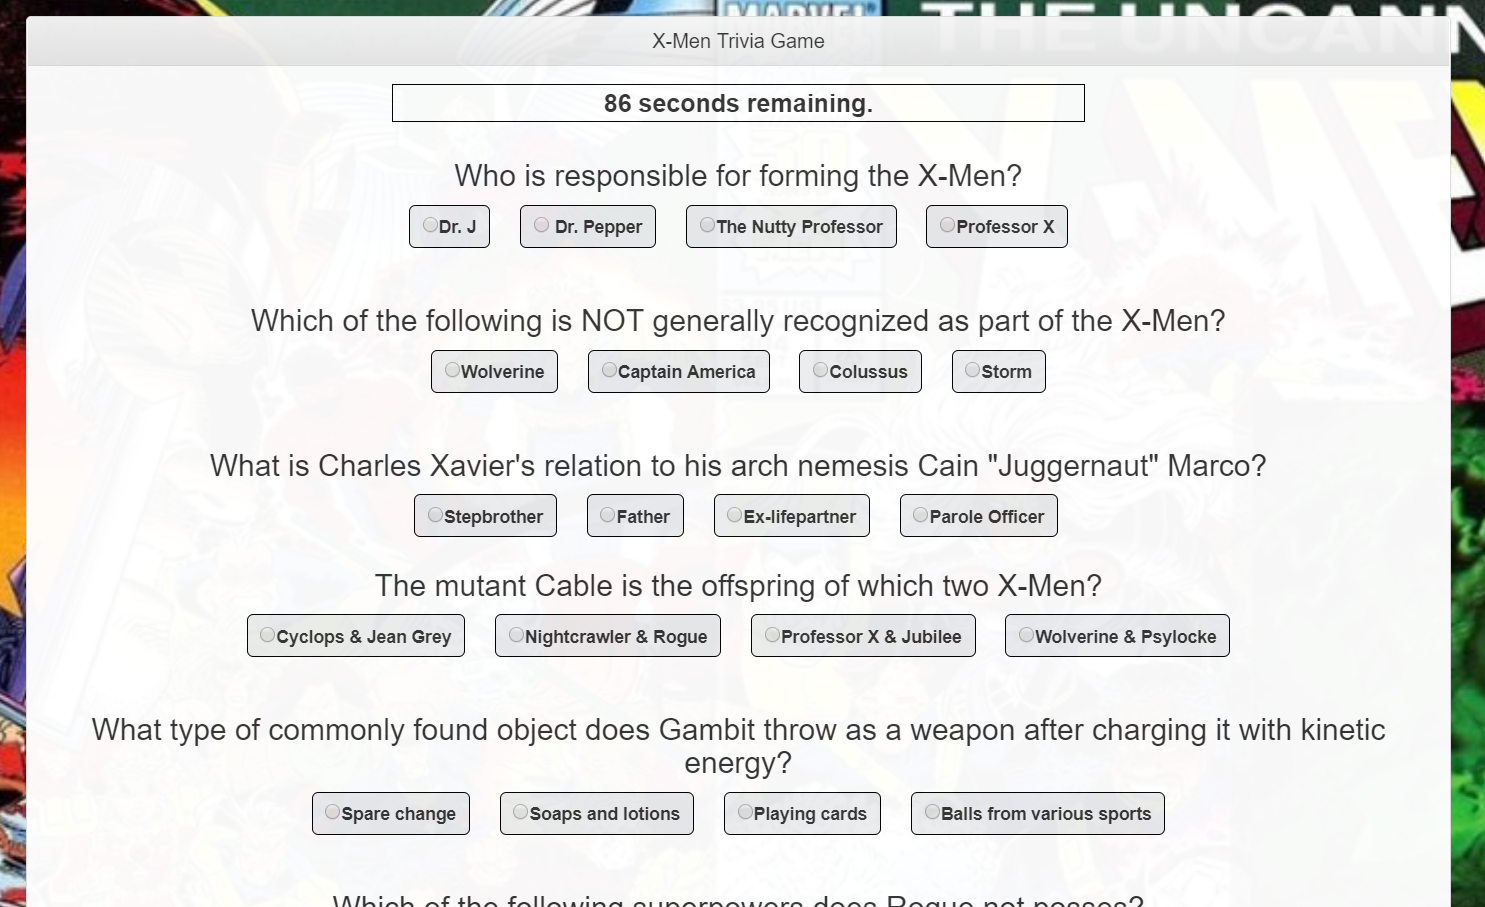 MARVEL
THE UNCANN
X-Men Trivia Game
86 seconds remaining.
Who is responsible for forming the X-Men?
Dr. J Dr. Pepper The Nutty Professor Professor X
Which of the following is NOT generally recognized as part of the X-Men?
Wolverine Captain America Colussus Storm
What is Charles Xavier's relation to his arch nemesis Cain "Juggernaut" Marco?
Stepbrother Father Ex-lifepartner Parole Officer
The mutant Cable is the offspring of which two X-Men?
Cyclops & Jean Grey Nightcrawler & Rogue Professor X & Jubilee Wolverine & Psylocke
What type of commonly found object does Gambit throw as a weapon after charging it with kinetic
energy?
Spare change Soaps and lotions Playing cards Balls from various sports
Which of the following superpowers does Rogue not posses?